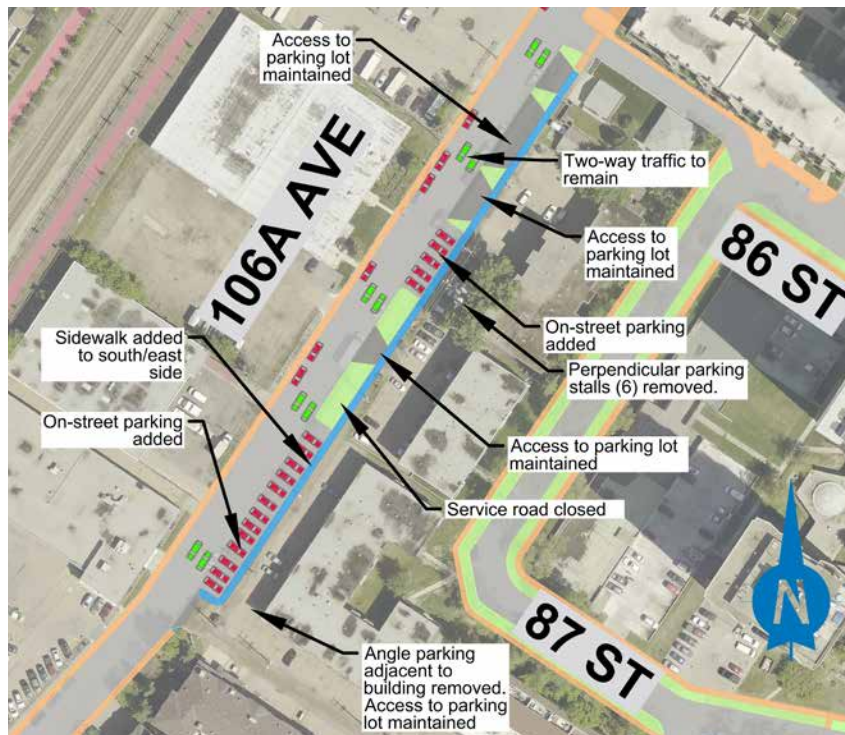 Access to
parking lot
maintained
106A AVE
Two-way traffic to
remain
86 ST
Access to
parking lot
maintained
On-street parking
added
Sidewalk added
to south/east
side
Perpendicular parking
stalls (6) removed.
On-street parking
added
Access to parking lot
maintained
Service road closed
N
87 ST
Angle parking
adjacent to
building removed.
Access to parking
lot maintained